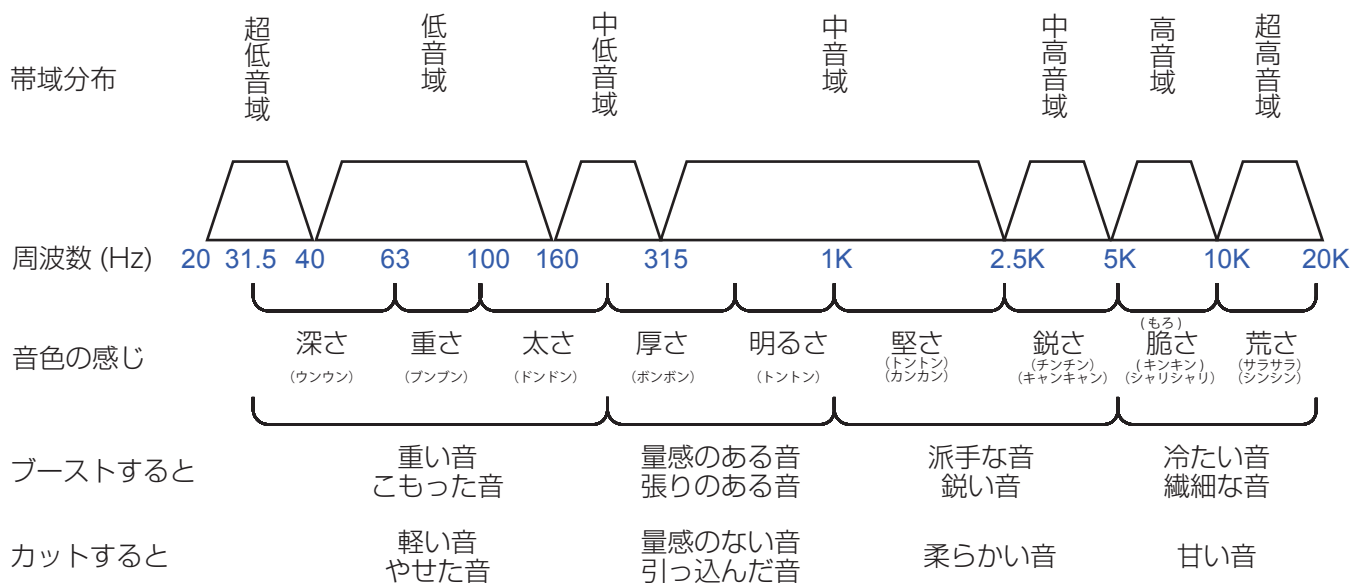 帯域分布
超低音域
低音域
中低音域
中音域
中高音域
高音域
超高音域
周波数 (Hz) 20 31.5 40 63 100 160 315 1K 2.5K 5K 10K 20K
音色の感じ
深さ
(ウンウン)
重さ
(ブンブン)
太さ
(ドンドン)
厚さ
(ボンボン)
明るさ
(トントン)
堅さ
(トントン)
(カンカン)
鋭さ
(チンチン)
(キャンキャン)
(もろ)
脆さ
(キンキン)
(シャリシャリ)
荒さ
(サラサラ)
(シンシン)
ブーストすると
重い音
こもった音
量感のある音
張りのある音
派手な音
鋭い音
冷たい音
繊細な音
カットすると
軽い音
やせた音
量感のない音
引っ込んだ音
柔らかい音
甘い音